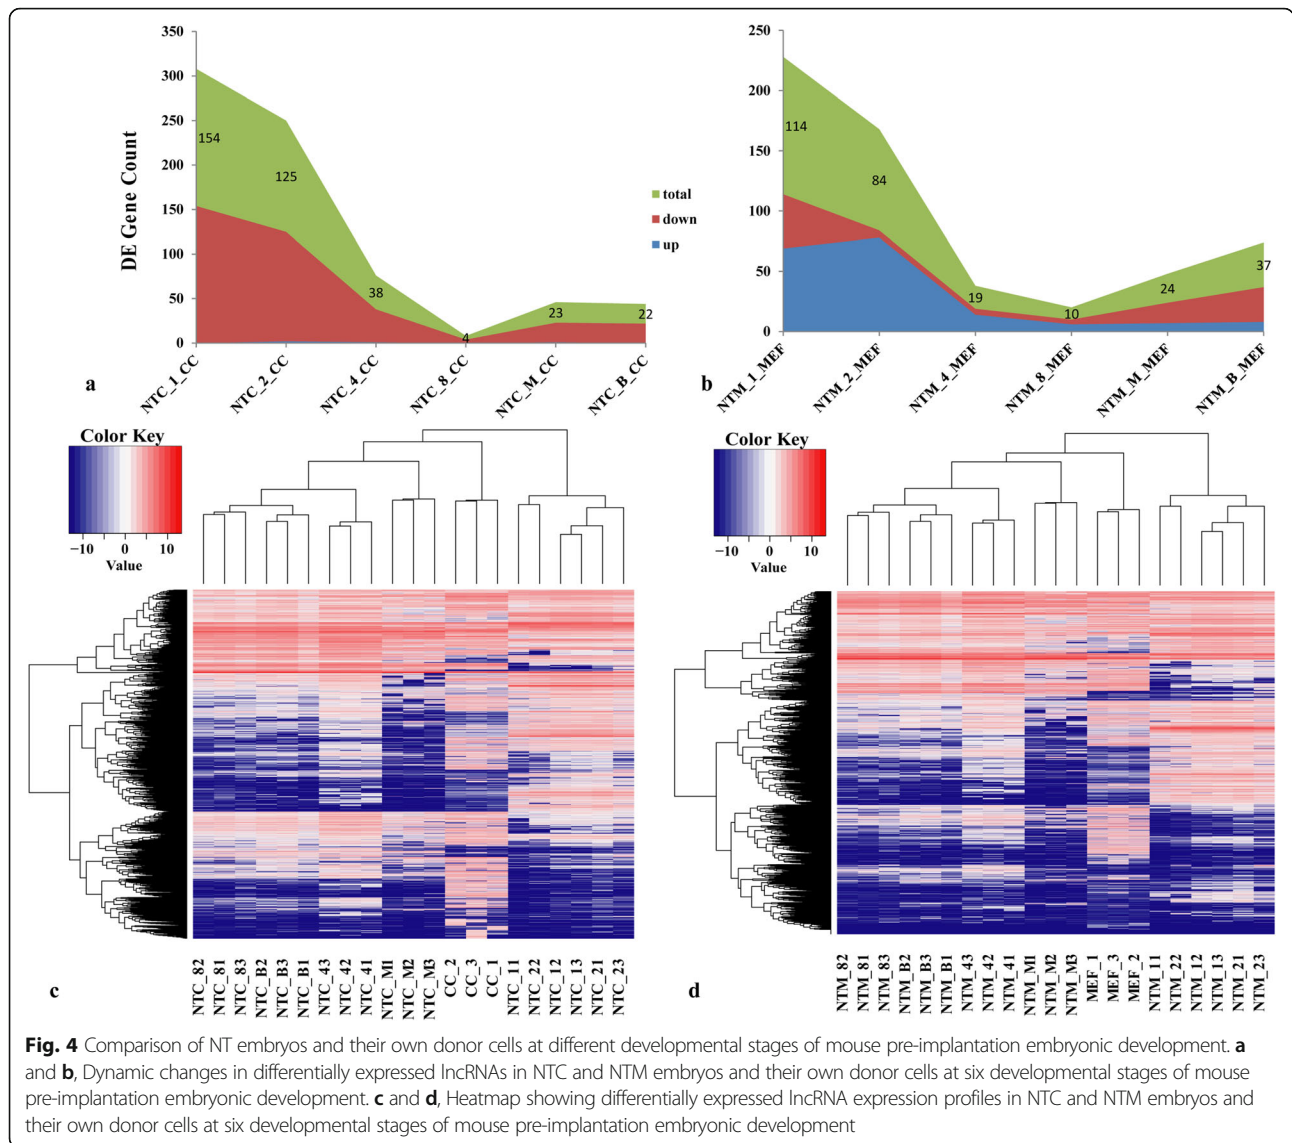 350
300
250
200
150
100
50
0
DE Gene Count
154
125
38
4
23
22
NTC_1_CC
NTC_2_CC
NTC_4_CC
NTC_8_CC
NTC_M_CC
NTC_B_CC
a
total
down
up
250
200
150
100
50
0
114
84
19
10
24
37
NTM_1_MEF
NTM_2_MEF
NTM_4_MEF
NTM_8_MEF
NTM_M_MEF
NTM_B_MEF
b
Color Key
−10 0 10
Value
NTC_82
NTC_81
NTC_83
NTC_B2
NTC_B3
NTC_B1
NTC_43
NTC_42
NTC_41
NTC_M1
NTC_M2
NTC_M3
CC_2
CC_3
CC_1
NTC_11
NTC_22
NTC_12
NTC_13
NTC_21
NTC_23
c
Color Key
−10 0 10
Value
NTM_82
NTM_81
NTM_83
NTM_B2
NTM_B3
NTM_B1
NTM_43
NTM_42
NTM_41
NTM_M1
NTM_M2
NTM_M3
MEF_1
MEF_3
MEF_2
NTM_11
NTM_22
NTM_12
NTM_13
NTM_21
NTM_23
d
Fig. 4 Comparison of NT embryos and their own donor cells at different developmental stages of mouse pre-implantation embryonic development. a
and b, Dynamic changes in differentially expressed lncRNAs in NTC and NTM embryos and their own donor cells at six developmental stages of mouse
pre-implantation embryonic development. c and d, Heatmap showing differentially expressed lncRNA expression profiles in NTC and NTM embryos and
their own donor cells at six developmental stages of mouse pre-implantation embryonic development